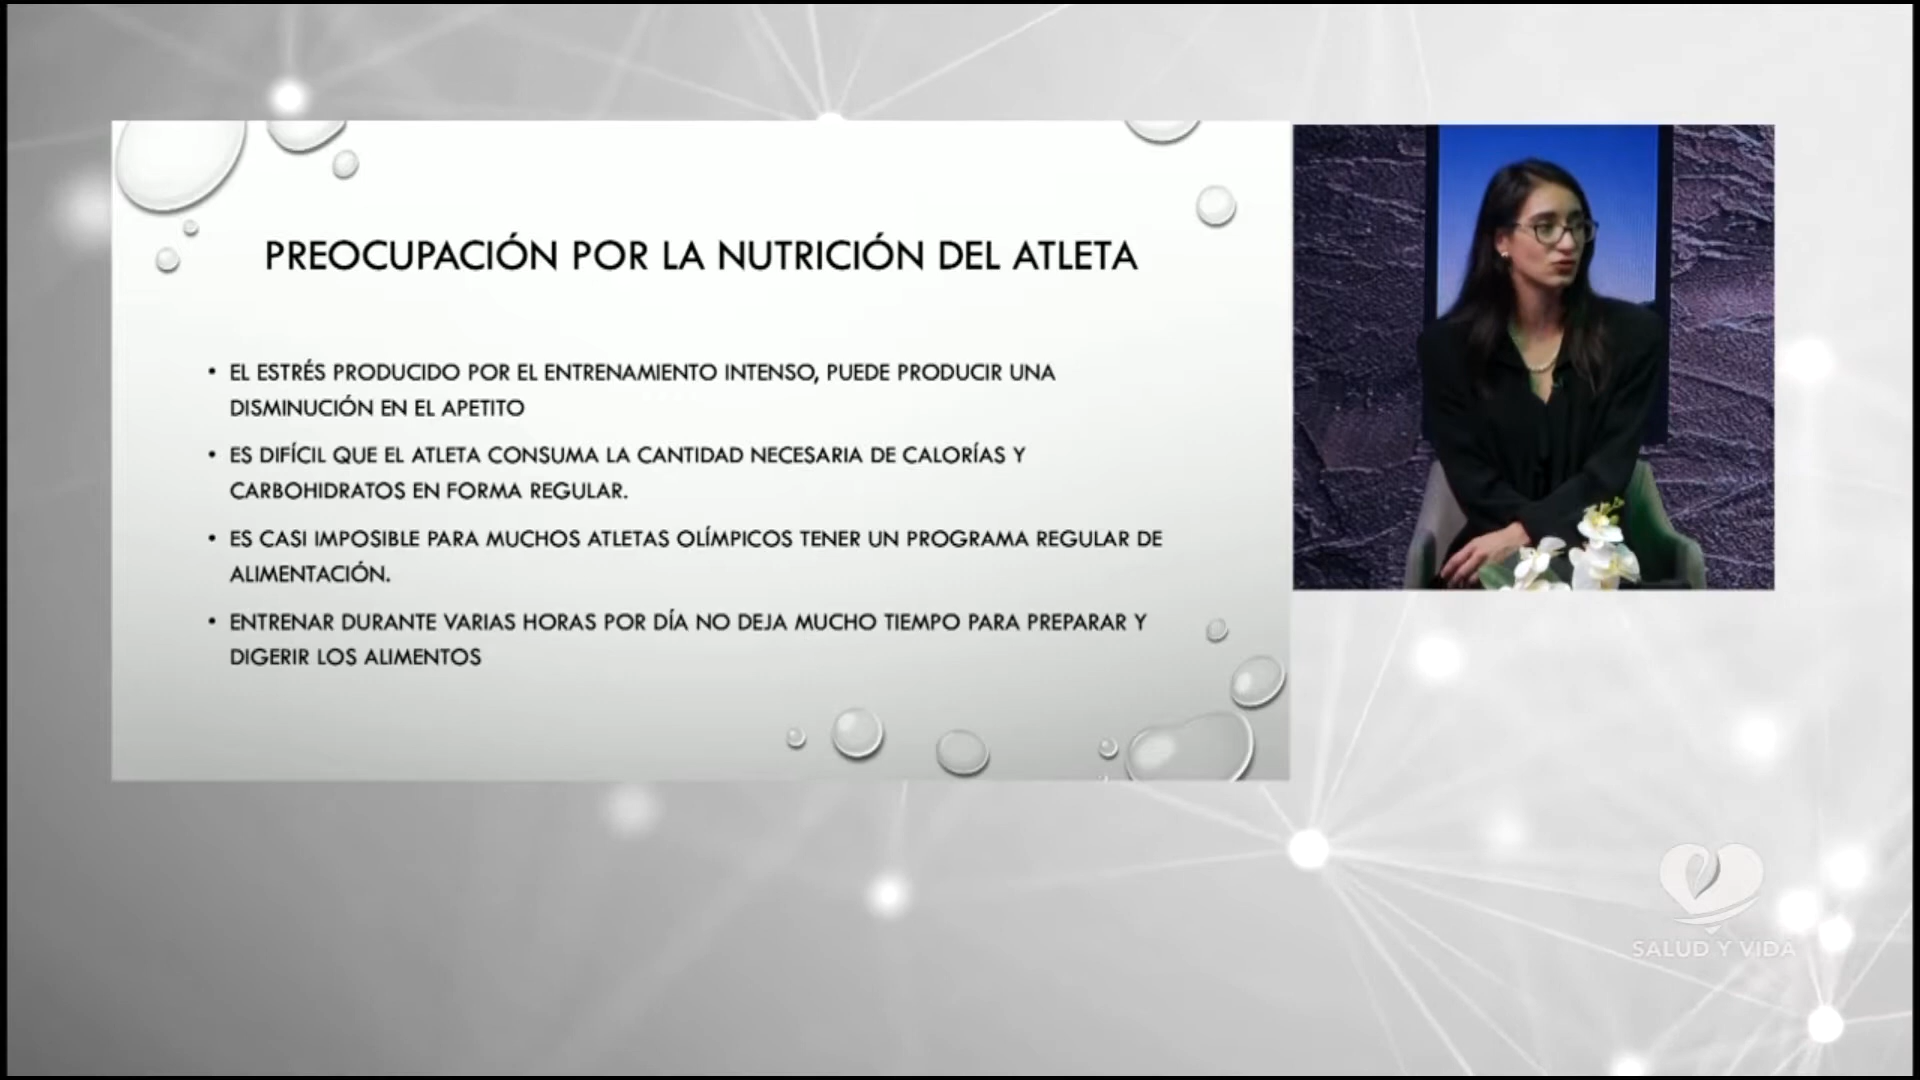 PREOCUPACIÓN POR LA NUTRICIÓN DEL ATLETA
• EL ESTRÉS PRODUCIDO POR EL ENTRENAMIENTO INTENSO, PUEDE PRODUCIR UNA
DISMINUCIÓN EN EL APETITO
• ES DIFÍCIL QUE EL ATLETA CONSUMA LA CANTIDAD NECESARIA DE CALORÍAS Y
CARBOHIDRATOS EN FORMA REGULAR.
• ES CASI IMPOSIBLE PARA MUCHOS ATLETAS OLÍMPICOS TENER UN PROGRAMA REGULAR DE
ALIMENTACIÓN.
• ENTRENAR DURANTE VARIAS HORAS POR DÍA NO DEJA MUCHO TIEMPO PARA PREPARAR Y
DIGERIR LOS ALIMENTOS
SALUD Y VIDA